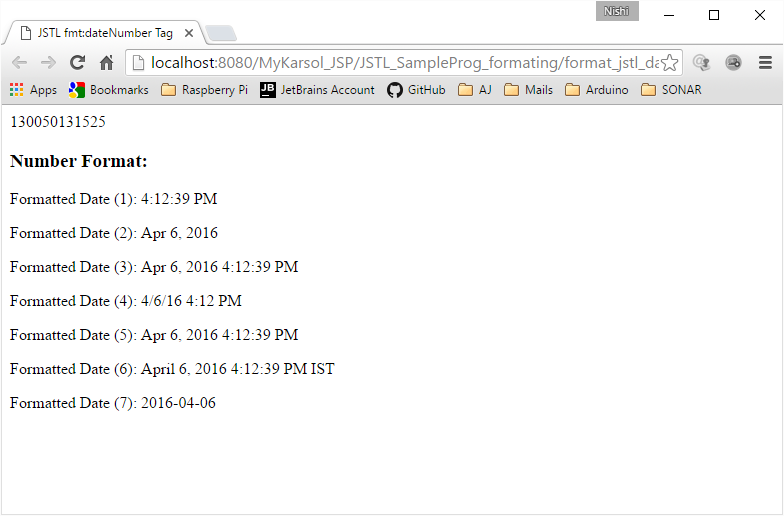 Nishi
JSTL fmt:dateNumber Tag
localhost:8080/MyKarsol_JSP/JSTL_SampleProg_formating/format_jstl_da
Apps Bookmarks Raspberry Pi JetBrains Account GitHub AJ Mails Arduino SONAR
130050131525
Number Format:
Formatted Date (1): 4:12:39 PM
Formatted Date (2): Apr 6, 2016
Formatted Date (3): Apr 6, 2016 4:12:39 PM
Formatted Date (4): 4/6/16 4:12 PM
Formatted Date (5): Apr 6, 2016 4:12:39 PM
Formatted Date (6): April 6, 2016 4:12:39 PM IST
Formatted Date (7): 2016-04-06